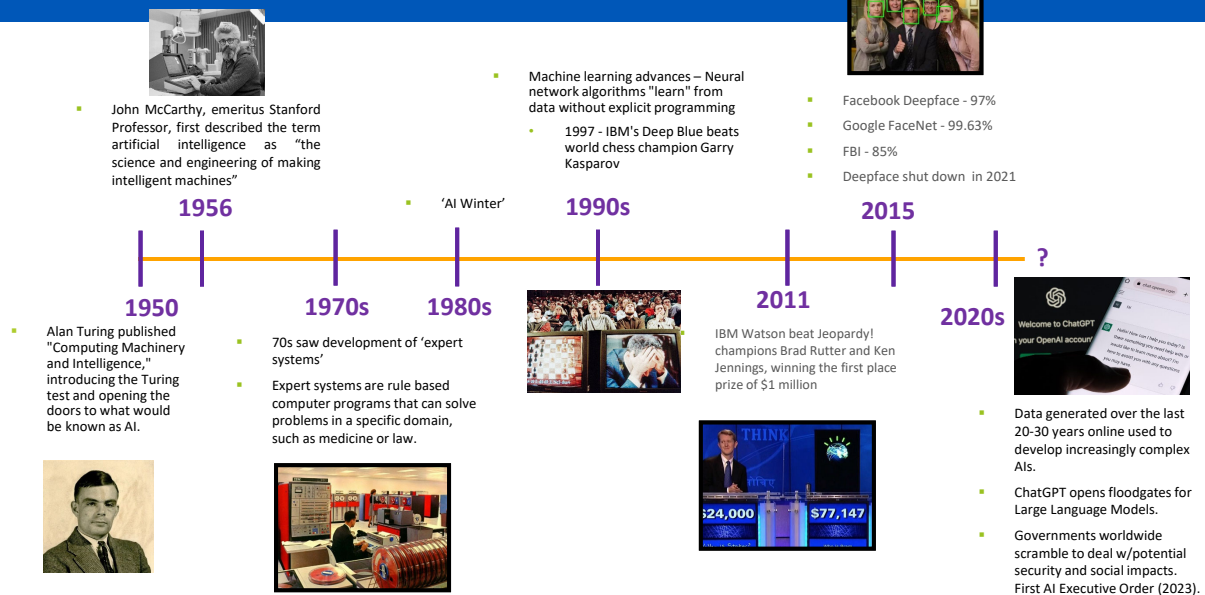 John McCarthy, emeritus Stanford
Professor, first described the term
artificial intelligence as “the
science and engineering of making
intelligent machines”
1956
1950
Alan Turing published
"Computing Machinery
and Intelligence,"
introducing the Turing
test and opening the
doors to what would
be known as AI.
1970s
70s saw development of ‘expert
systems’
Expert systems are rule based
computer programs that can solve
problems in a specific domain,
such as medicine or law.
‘AI Winter’
1980s
Machine learning advances – Neural
network algorithms "learn" from
data without explicit programming
1997 - IBM's Deep Blue beats
world chess champion Garry
Kasparov
1990s
2011
IBM Watson beat Jeopardy!
champions Brad Rutter and Ken
Jennings, winning the first place
prize of $1 million
THINK
$24,000
$77,147
Facebook Deepface - 97%
Google FaceNet - 99.63%
FBI - 85%
Deepface shut down in 2021
2015
?
2020s
Welcome to ChatGPT
your OpenAI account
Data generated over the last
20-30 years online used to
develop increasingly complex
AIs.
ChatGPT opens floodgates for
Large Language Models.
Governments worldwide
scramble to deal w/potential
security and social impacts.
First AI Executive Order (2023).